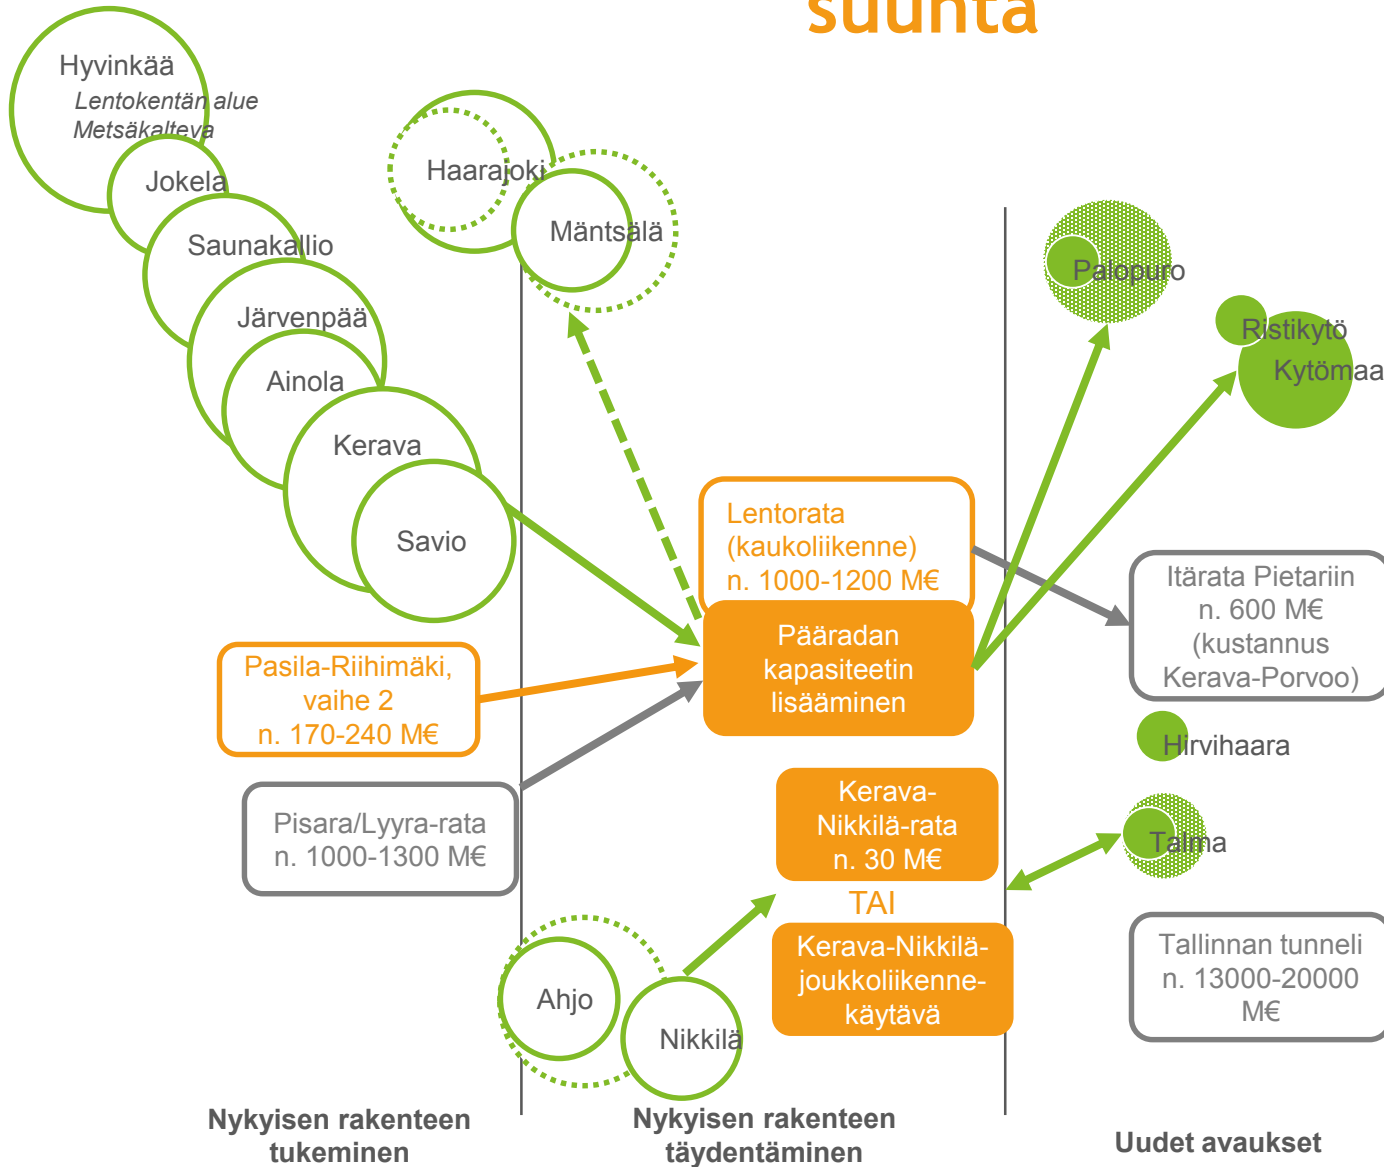 suunta
Hyvinkää
Lentokentän alue
Metsäkalteva
Jokela
Saunakallio
Järvenpää
Ainola
Kerava
Savio
Haarajoki
Mäntsälä
Palopuro
Ristikytö
Kytömaa
Lentorata
(kaukoliikenne)
n. 1000-1200 M€
Pääradan
kapasiteetin
lisääminen
Itärata Pietariin
n. 600 M€
(kustannus
Kerava-Porvoo)
Pasila-Riihimäki,
vaihe 2
n. 170-240 M€
Pisara/Lyyra-rata
n. 1000-1300 M€
Hirvihaara
Kerava-
Nikkilä-rata
n. 30 M€
TAI
Kerava-Nikkilä-
joukkoliikenne-
käytävä
Talma
Tallinnan tunneli
n. 13000-20000
M€
Ahjo
Nikkilä
Nykyisen rakenteen
tukeminen
Nykyisen rakenteen
täydentäminen
Uudet avaukset